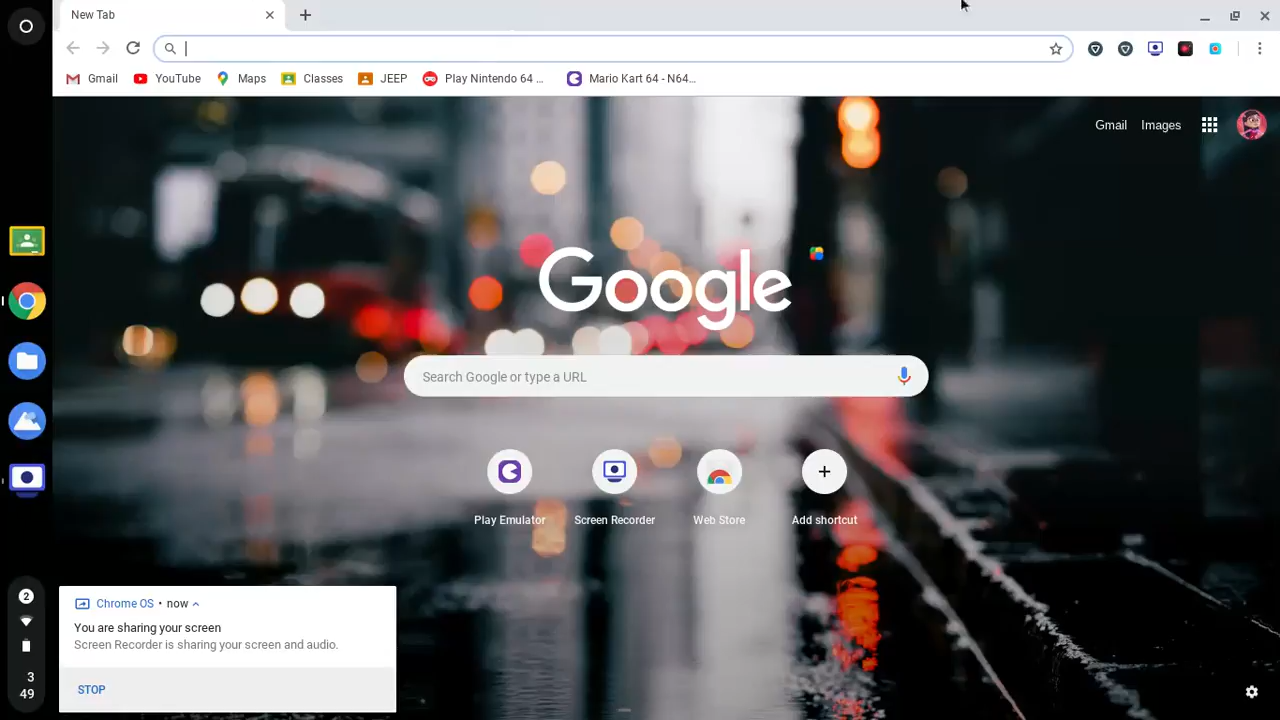 New Tab
Gmail
YouTube
Maps
Classes
JEEP
Play Nintendo 64 ...
Mario Kart 64 - N64...
Gmail
Images
Google
Search Google or type a URL
Play Emulator
Screen Recorder
Web Store
Add shortcut
Chrome OS • now
You are sharing your screen
Screen Recorder is sharing your screen and audio.
STOP
2
3
49